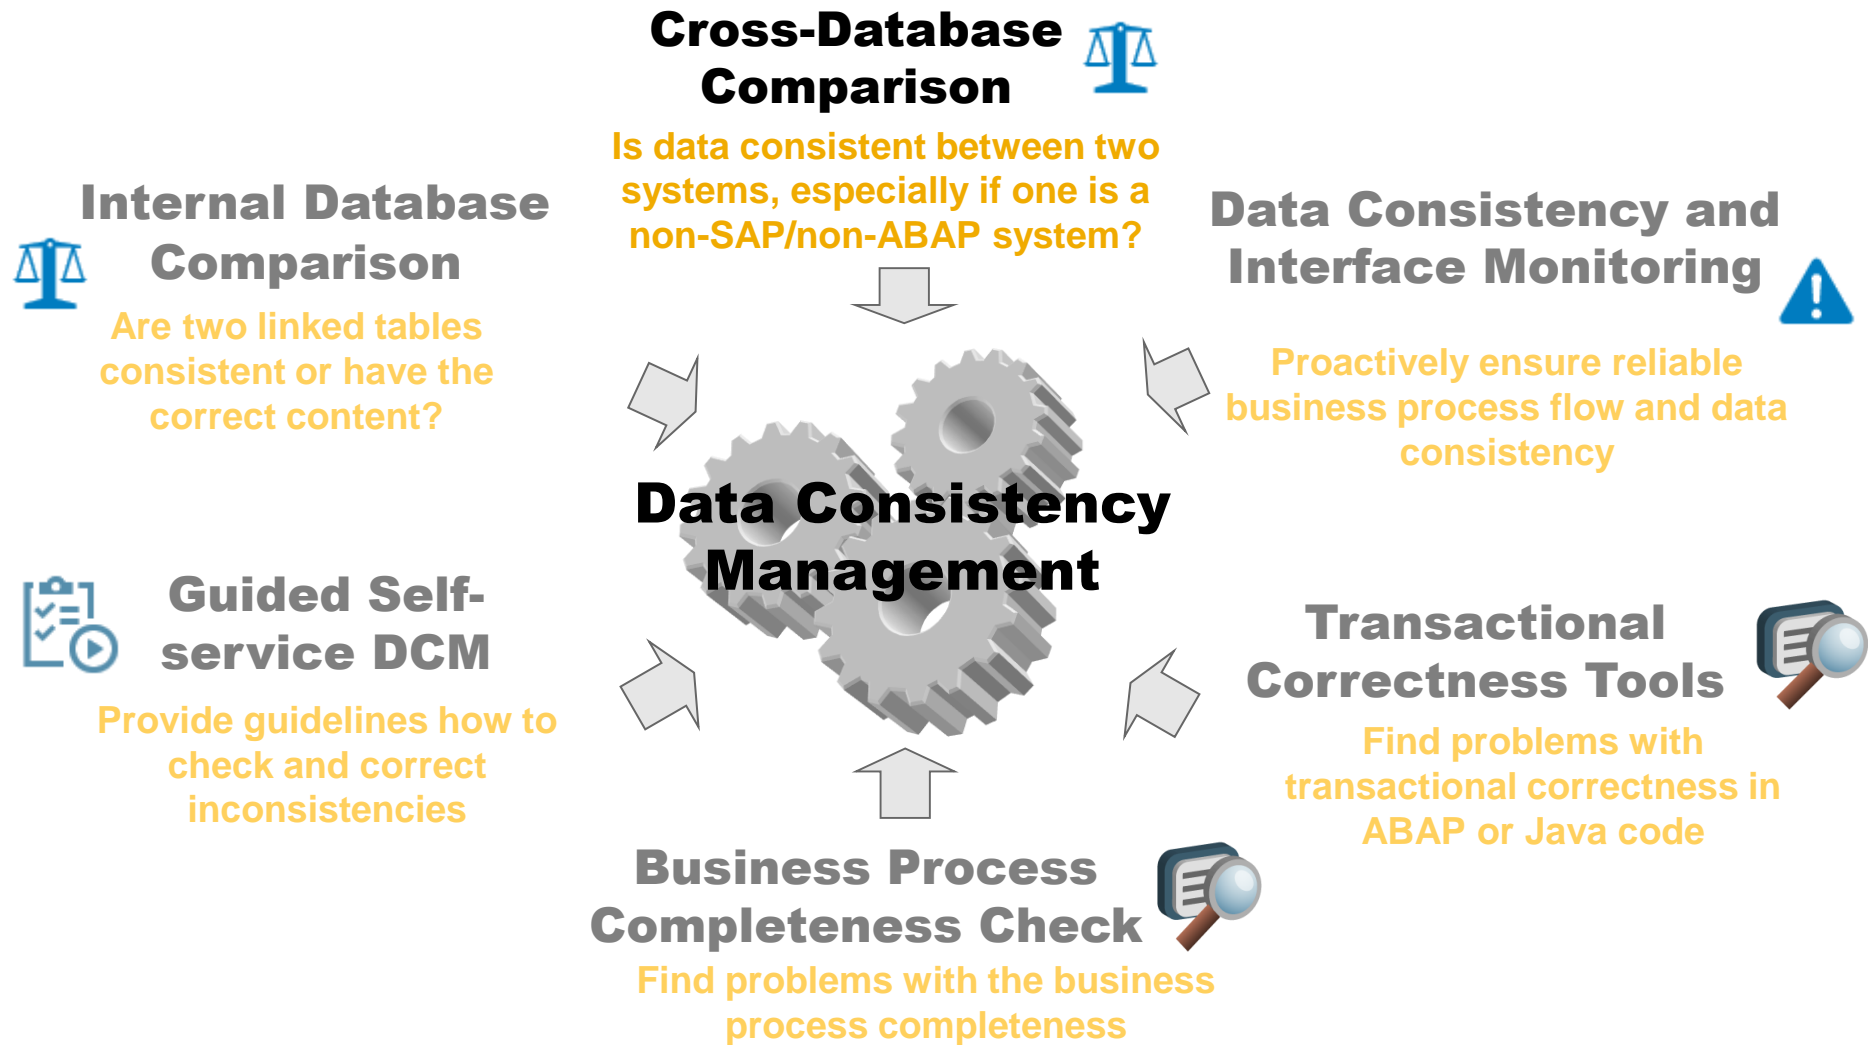 Cross-Database
Comparison
Is data consistent between two
systems, especially if one is a
non-SAP/non-ABAP system?
Internal Database
Comparison
Are two linked tables
consistent or have the
correct content?
Data Consistency and
Interface Monitoring
Proactively ensure reliable
business process flow and data
consistency
Data Consistency
Management
Guided Self-
service DCM
Provide guidelines how to
check and correct
inconsistencies
Transactional
Correctness Tools
Find problems with
transactional correctness in
ABAP or Java code
Business Process
Completeness Check
Find problems with the business
process completeness